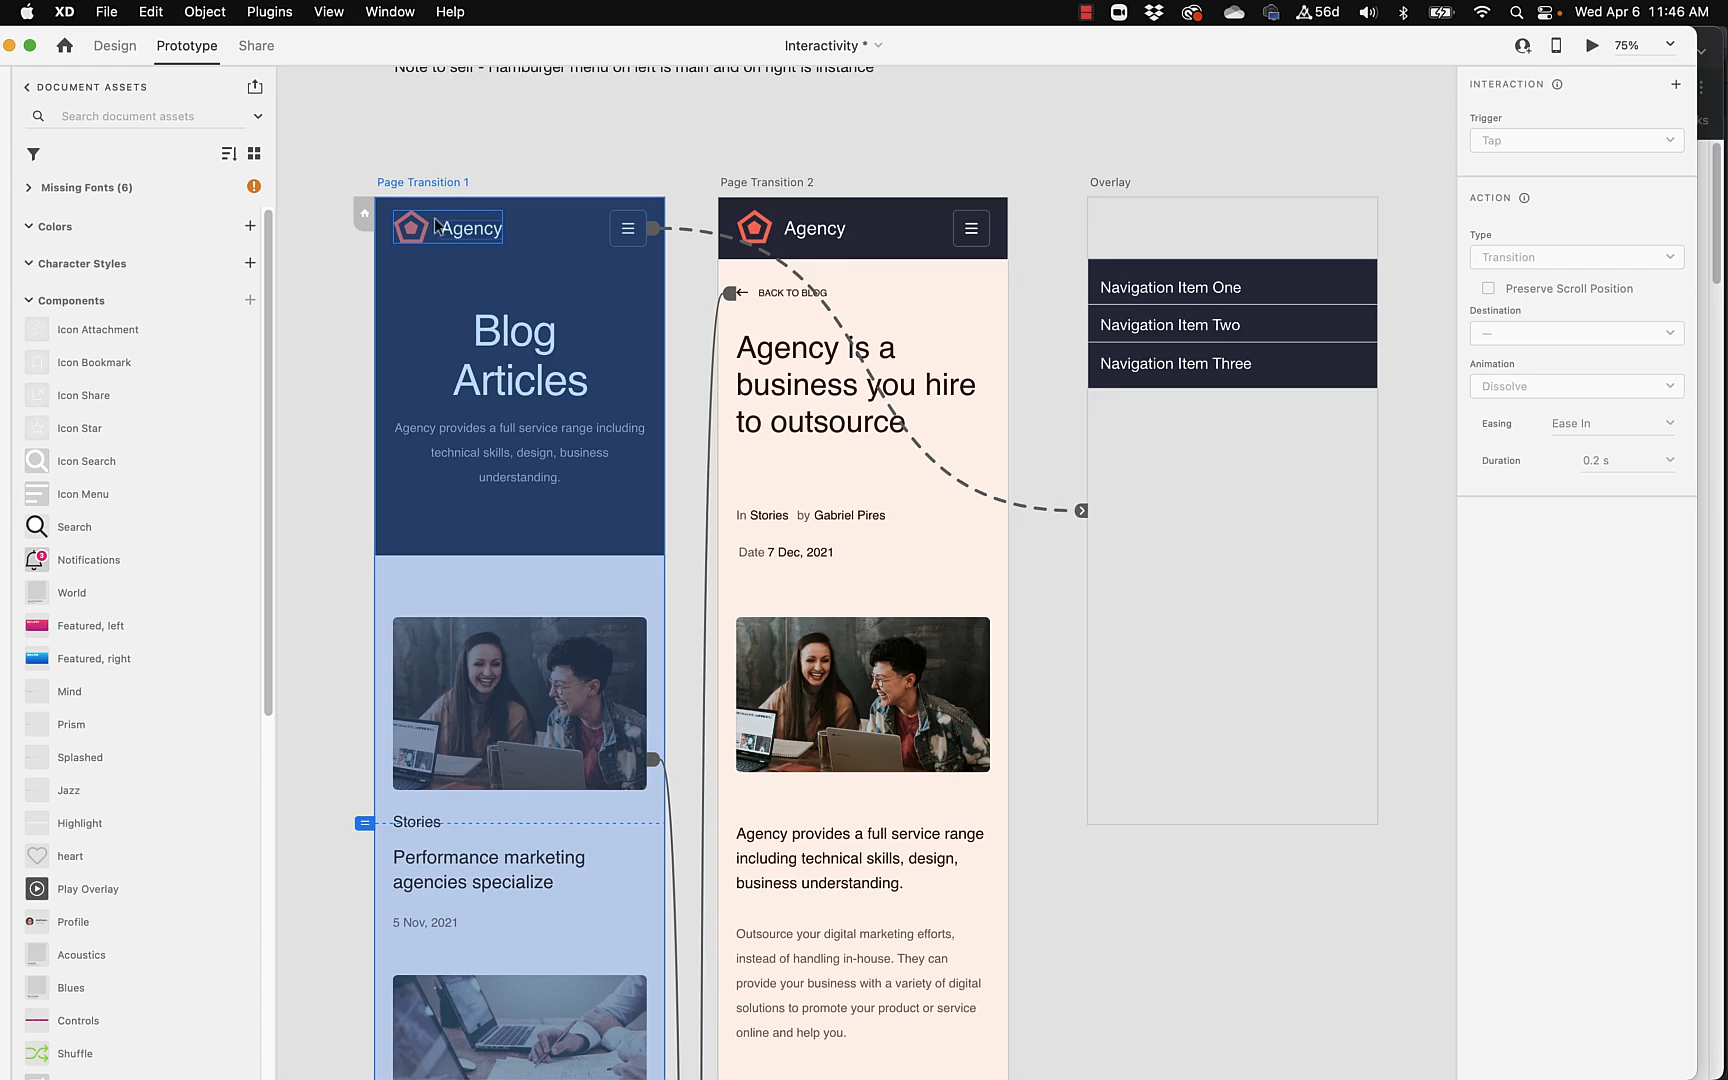 XD File Edit Object Plugins View Window Help 56d Wed Apr 6 11:46 AM
Design Prototype Share Interactivity * 75%
DOCUMENT ASSETS
Search document assets
Missing Fonts (6)
Colors
Character Styles
Components
Icon Attachment
Icon Bookmark
Icon Share
Icon Star
Icon Search
Icon Menu
Search
Notifications
World
Featured, left
Featured, right
Mind
Prism
Splashed
Jazz
Highlight
heart
Play Overlay
Profile
Acoustics
Blues
Controls
Shuffle
Note to self - Hamburger menu on left is main and on right is instance
Page Transition 1
Agency
Blog
Articles
Agency provides a full service range including
technical skills, design, business
understanding.
Stories
Performance marketing
agencies specialize
5 Nov, 2021
Page Transition 2
Agency
BACK TO BLOG
Agency is a
business you hire
to outsource
In Stories by Gabriel Pires
Date 7 Dec, 2021
Agency provides a full service range
including technical skills, design,
business understanding.
Outsource your digital marketing efforts,
instead of handling in-house. They can
provide your business with a variety of digital
solutions to promote your product or service
online and help you.
Overlay
Navigation Item One
Navigation Item Two
Navigation Item Three
INTERACTION
Trigger
Tap
ACTION
Type
Transition
Preserve Scroll Position
Destination
—
Animation
Dissolve
Easing Ease In
Duration 0.2 s